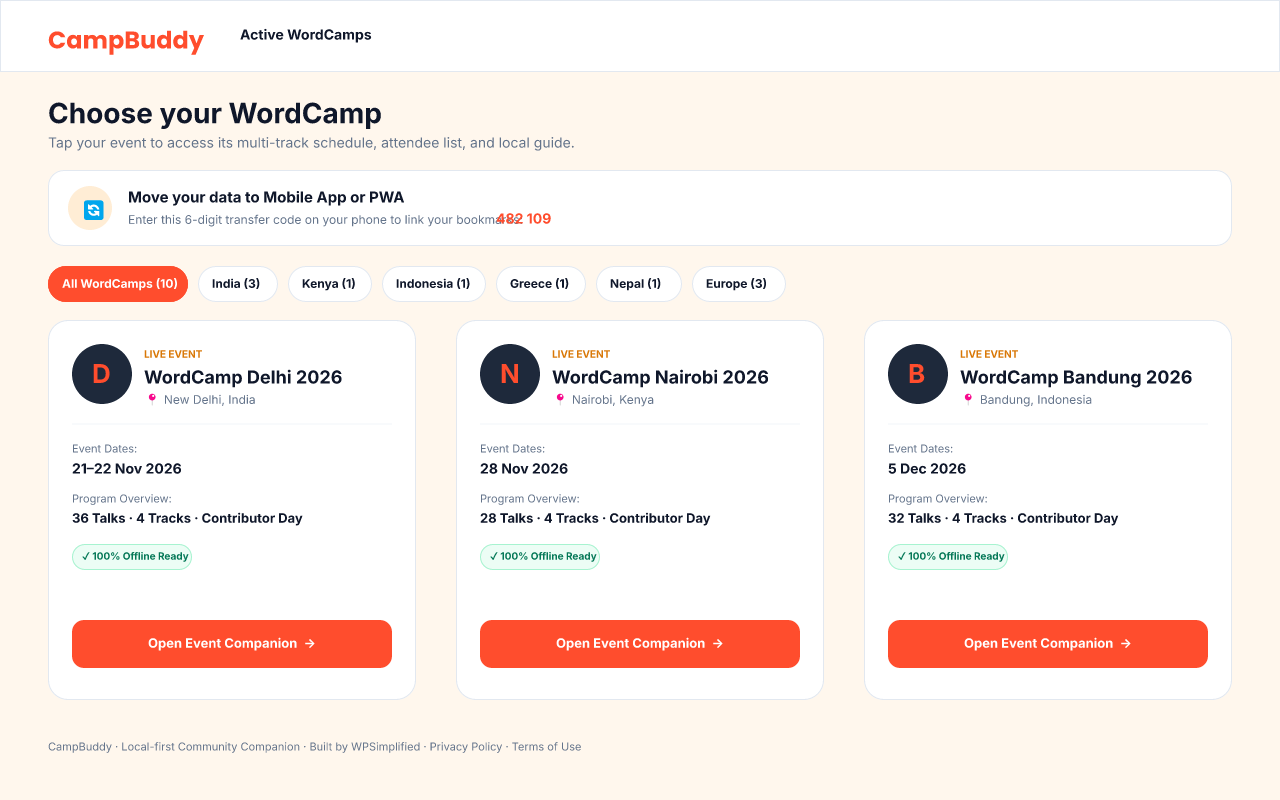 CampBuddy
Active WordCamps
Choose your WordCamp
Tap your event to access its multi-track schedule, attendee list, and local guide.
Move your data to Mobile App or PWA
Enter this 6-digit transfer code on your phone to link your 482 109
All WordCamps (10)
India (3)
Kenya (1)
Indonesia (1)
Greece (1)
Nepal (1)
Europe (3)
D
LIVE EVENT
WordCamp Delhi 2026
New Delhi, India
Event Dates:
21–22 Nov 2026
Program Overview:
36 Talks · 4 Tracks · Contributor Day
✓ 100% Offline Ready
Open Event Companion →
N
LIVE EVENT
WordCamp Nairobi 2026
Nairobi, Kenya
Event Dates:
28 Nov 2026
Program Overview:
28 Talks · 4 Tracks · Contributor Day
✓ 100% Offline Ready
Open Event Companion →
B
LIVE EVENT
WordCamp Bandung 2026
Bandung, Indonesia
Event Dates:
5 Dec 2026
Program Overview:
32 Talks · 4 Tracks · Contributor Day
✓ 100% Offline Ready
Open Event Companion →
CampBuddy · Local-first Community Companion · Built by WPSimplified · Privacy Policy · Terms of Use